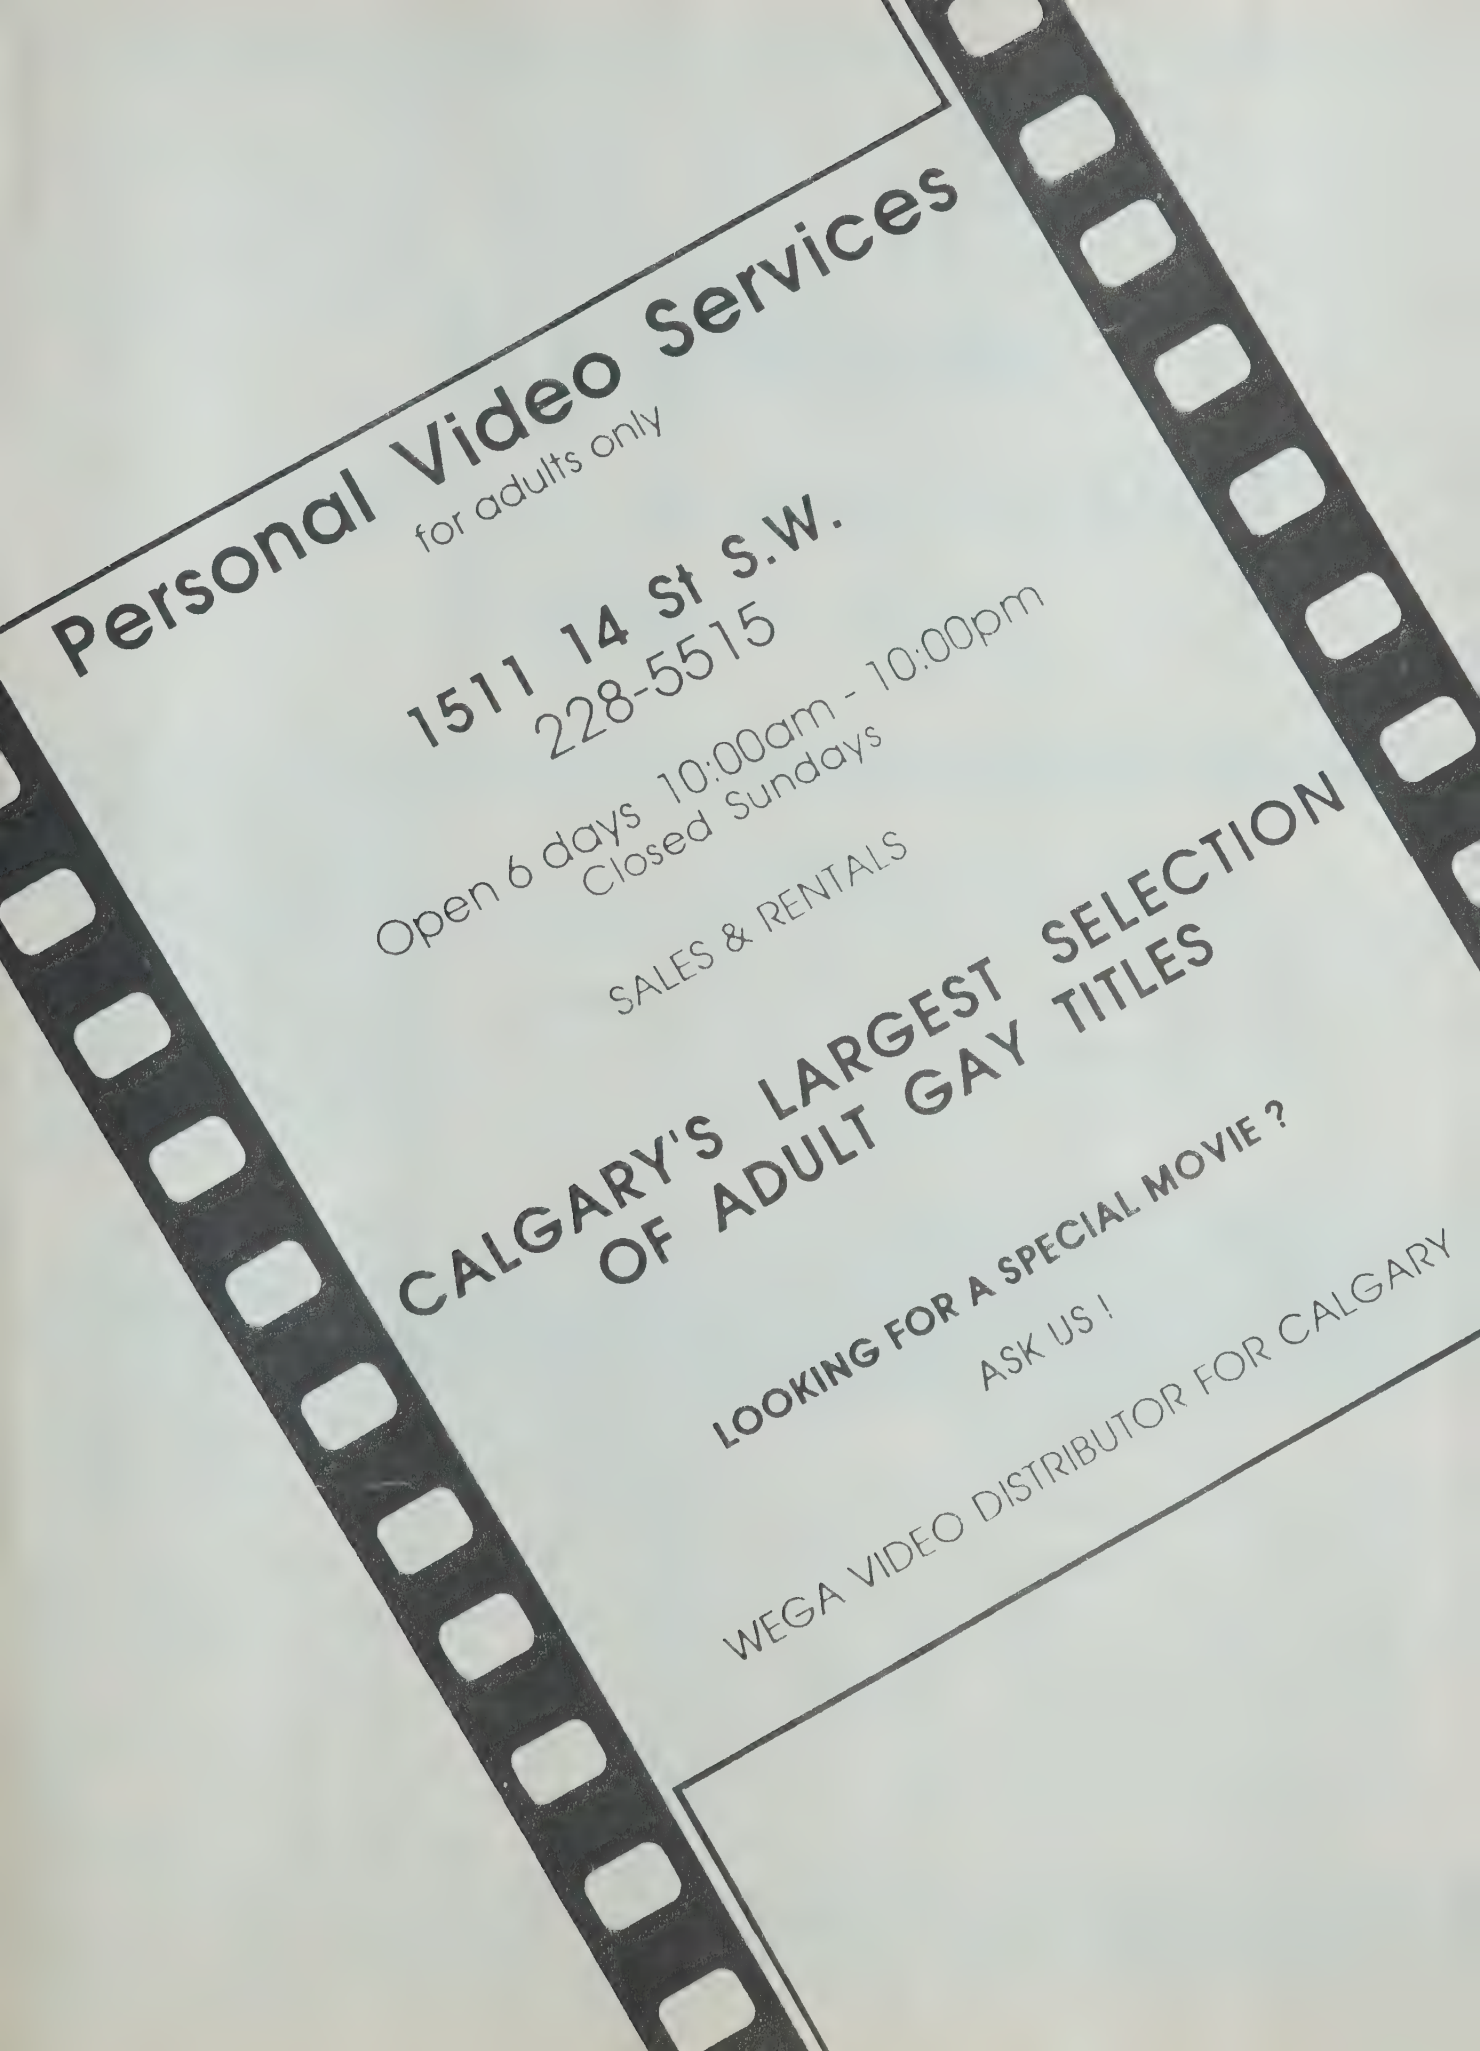 Personal Video Services
for adults only
1511 14 St S.W.
228-5515
Open 6 days 10:00am - 10:00pm
Closed Sundays
SALES & RENTALS
CALGARY'S LARGEST SELECTION
OF ADULT GAY TITLES
LOOKING FOR A SPECIAL MOVIE ?
ASK US !
WEGA VIDEO DISTRIBUTOR FOR CALGARY